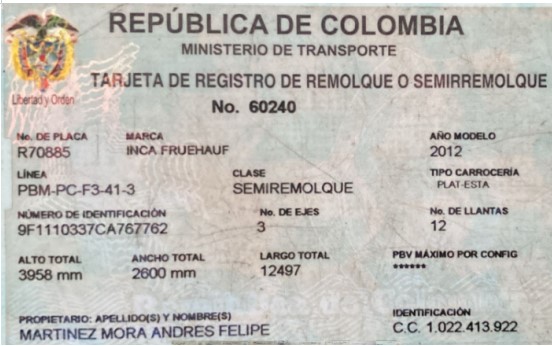 REPÚBLICA DE COLOMBIA
MINISTERIO DE TRANSPORTE
TARJETA DE REGISTRO DE REMOLQUE O SEMIRREMOLQUE
Libertad y Orden
No. 60240
No. DE PLACA MARCA AÑO MODELO
R70885 INCA FRUEHAUF 2012
LÍNEA CLASE TIPO CARROCERÍA
PBM-PC-F3-41-3 SEMIREMOLQUE PLAT-ESTA
NÚMERO DE IDENTIFICACIÓN No. DE EJES No. DE LLANTAS
9F1110337CA767762 3 12
ALTO TOTAL ANCHO TOTAL LARGO TOTAL PBV MÁXIMO POR CONFIG
3958 mm 2600 mm 12497 ******
PROPIETARIO: APELLIDO(S) Y NOMBRE(S) IDENTIFICACIÓN
MARTINEZ MORA ANDRES FELIPE C.C. 1.022.413.922